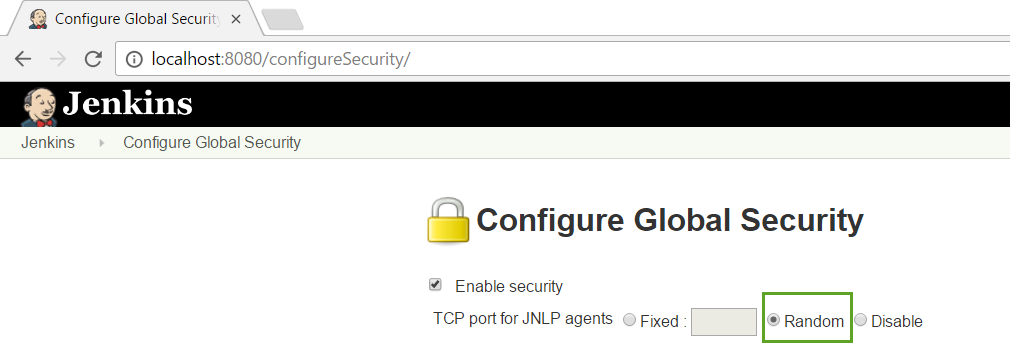 Configure Global Security
localhost:8080/configureSecurity/
Jenkins
Jenkins Configure Global Security
Configure Global Security
Enable security
TCP port for JNLP agents Fixed : Random Disable